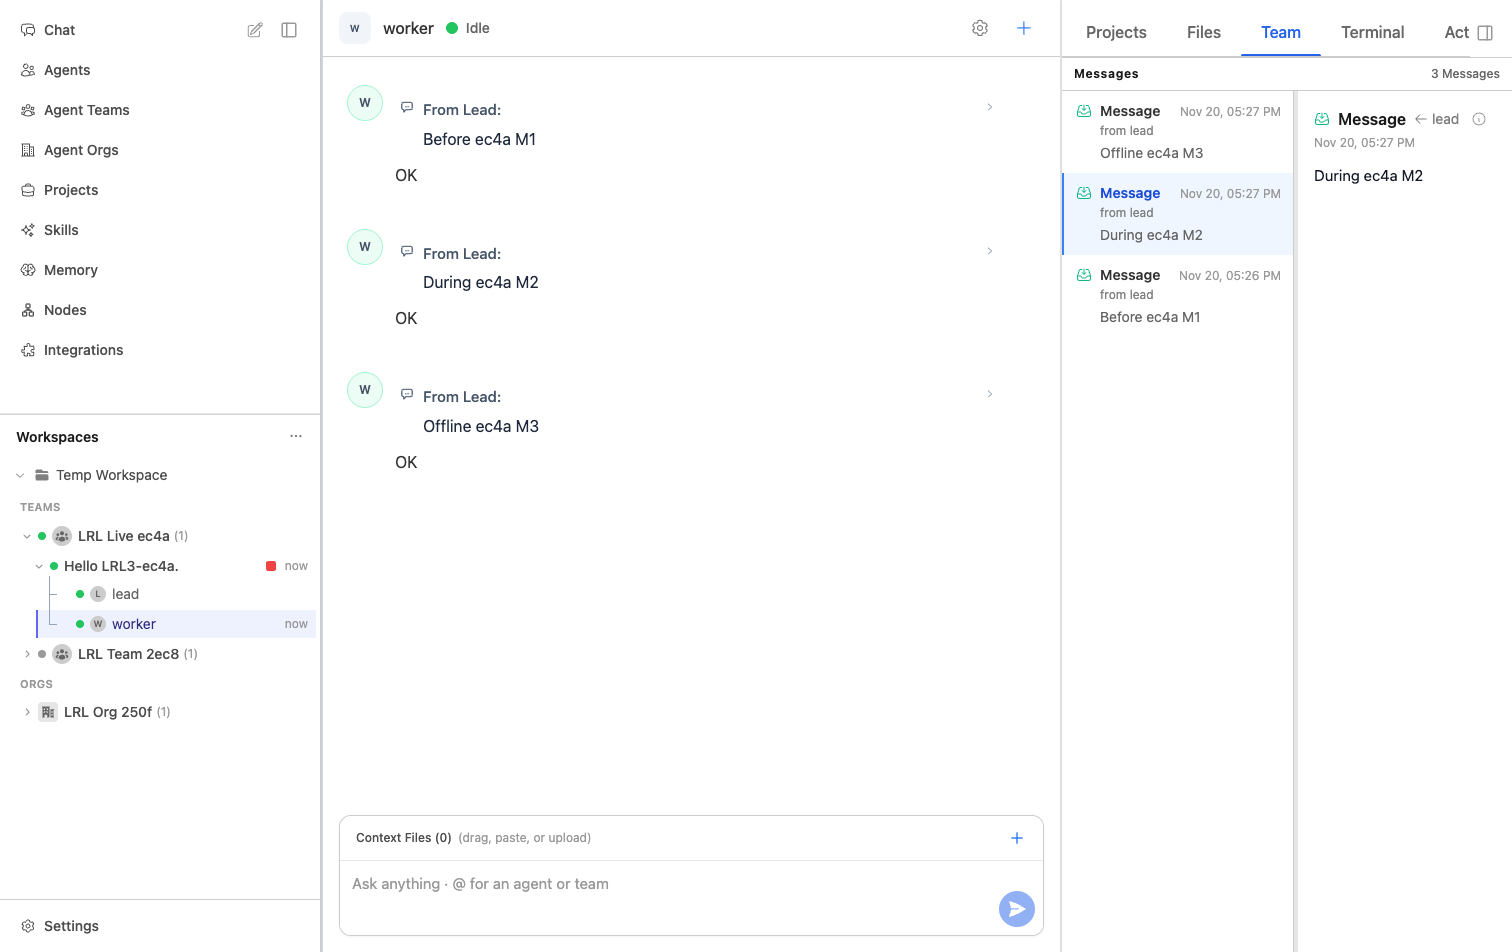 Chat
Agents
Agent Teams
Agent Orgs
Projects
Skills
Memory
Nodes
Integrations
Workspaces
Temp Workspace
TEAMS
LRL Live ec4a (1)
Hello LRL3-ec4a. now
L lead
W worker now
LRL Team 2ec8 (1)
ORGS
LRL Org 250f (1)
Settings
W worker Idle
W
From Lead:
Before ec4a M1
OK
W
From Lead:
During ec4a M2
OK
W
From Lead:
Offline ec4a M3
OK
Context Files (0) (drag, paste, or upload)
Ask anything · @ for an agent or team
Projects Files Team Terminal Act
Messages 3 Messages
Message Nov 20, 05:27 PM
from lead
Offline ec4a M3
Message Nov 20, 05:27 PM
from lead
During ec4a M2
Message Nov 20, 05:26 PM
from lead
Before ec4a M1
Message ← lead
Nov 20, 05:27 PM
During ec4a M2